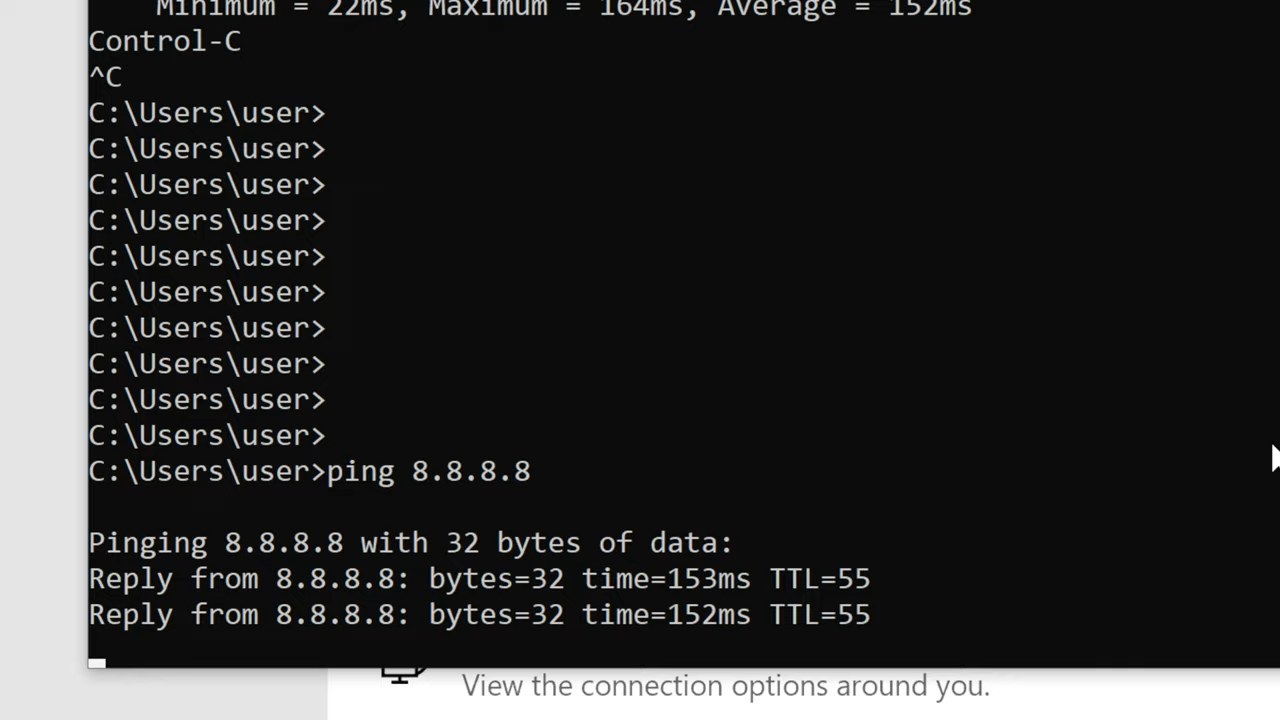 Minimum = 22ms, Maximum = 164ms, Average = 152ms
Control-C
^C
C:\Users\user>
C:\Users\user>
C:\Users\user>
C:\Users\user>
C:\Users\user>
C:\Users\user>
C:\Users\user>
C:\Users\user>
C:\Users\user>
C:\Users\user>
C:\Users\user>ping 8.8.8.8
Pinging 8.8.8.8 with 32 bytes of data:
Reply from 8.8.8.8: bytes=32 time=153ms TTL=55
Reply from 8.8.8.8: bytes=32 time=152ms TTL=55
View the connection options around you.